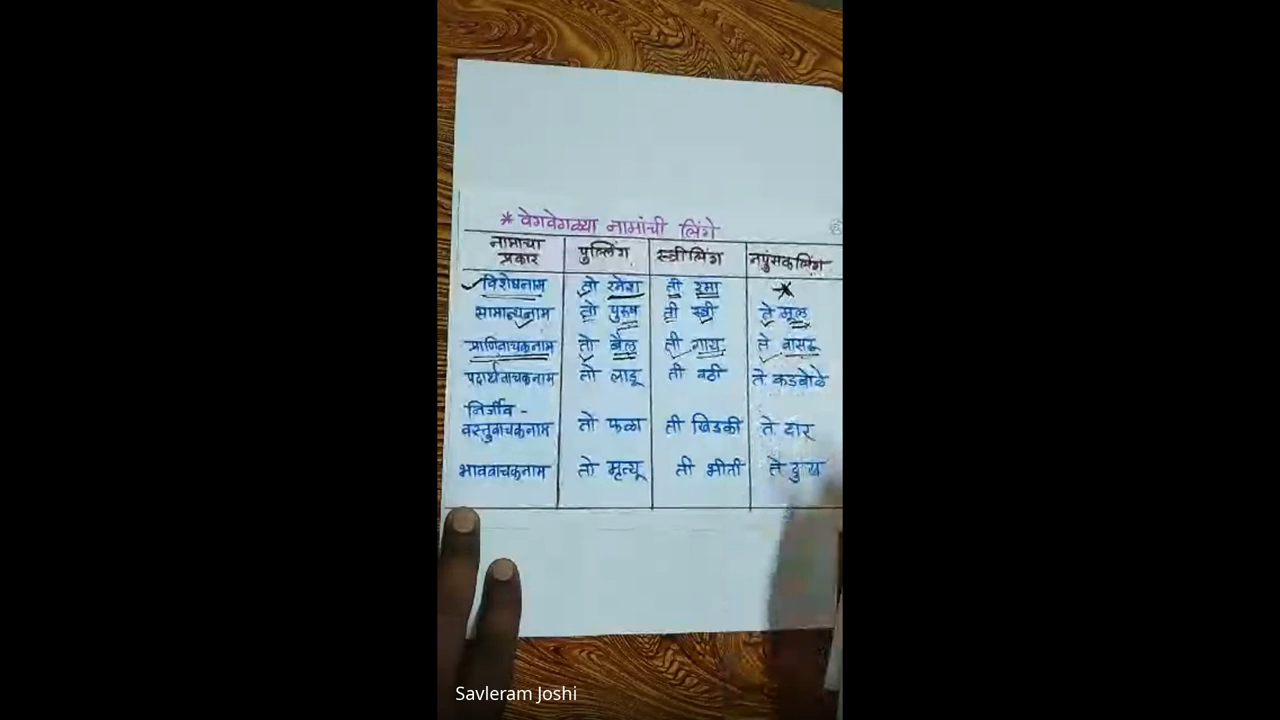 * वेगवेगळ्या नामांची लिंगे
नामाचा प्रकार पुल्लिंग स्त्रीलिंग नपुंसकलिंग
विशेषनाम तो रमेश ती रमा
सामान्यनाम तो पुरुष ती स्त्री ते मूल
प्राणिवाचकनाम तो बैल ती गाय ते वासरू
पदार्थवाचकनाम तो लाडू ती ते कडबोळे
निर्जीव -
वस्तुवाचकनाम तो फळा ती खिडकी ते दार
भाववाचकनाम तो मृत्यू ती भीती ते
Savleram Joshi